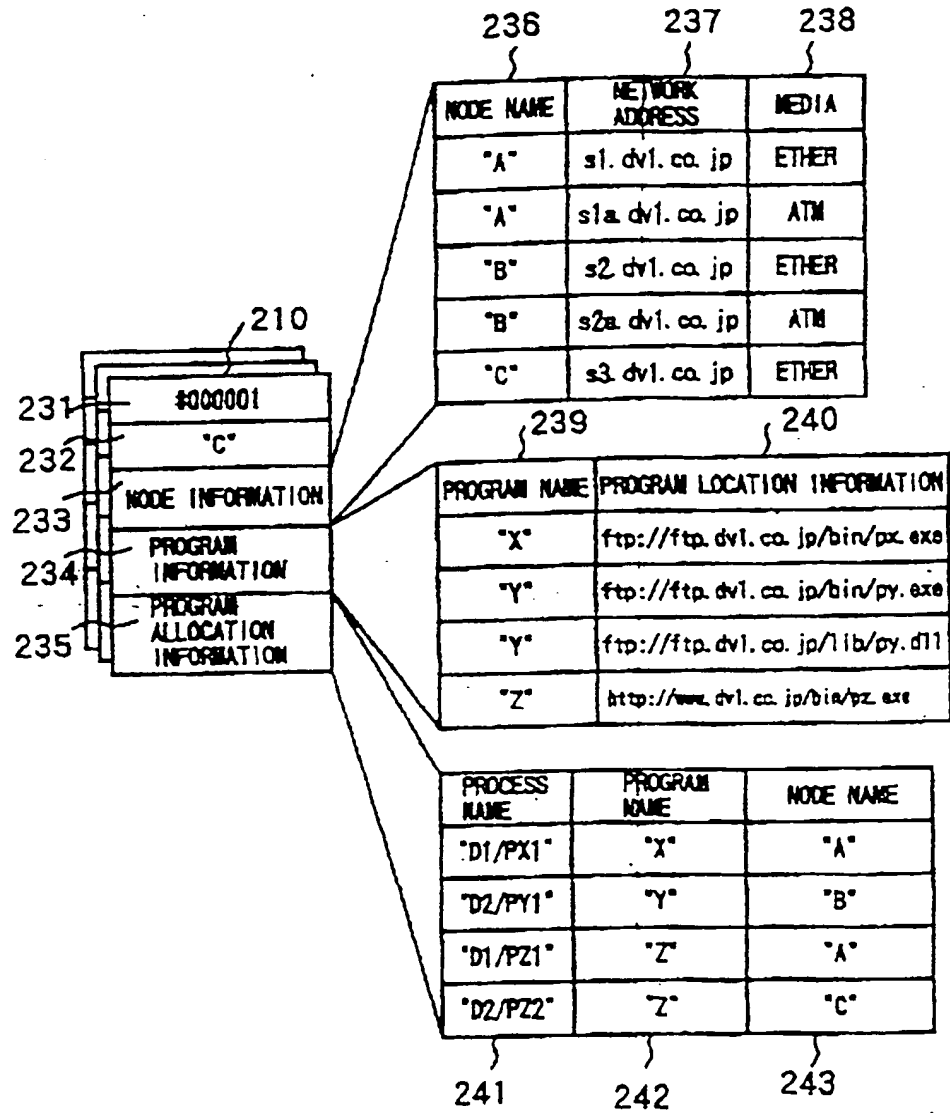 236 237 238
NODE NAME NETWORK ADDRESS MEDIA
"A" s1.dv1.co.jp ETHER
"A" s1a.dv1.co.jp ATM
"B" s2.dv1.co.jp ETHER
"B" s2a.dv1.co.jp ATM
"C" s3.dv1.co.jp ETHER
210
231 #000001
232 "C"
233 NODE INFORMATION
234 PROGRAM
INFORMATION
235 PROGRAM
ALLOCATION
INFORMATION
239 240
PROGRAM NAME PROGRAM LOCATION INFORMATION
"X" ftp://ftp.dv1.co.jp/bin/px.exe
"Y" ftp://ftp.dv1.co.jp/bin/py.exe
"Y" ftp://ftp.dv1.co.jp/lib/py.dll
"Z" http://www.dv1.co.jp/bin/pz.exe
PROCESS NAME PROGRAM NAME NODE NAME
"D1/PX1" "X" "A"
"D2/PY1" "Y" "B"
"D1/PZ1" "Z" "A"
"D2/PZ2" "Z" "C"
241 242 243